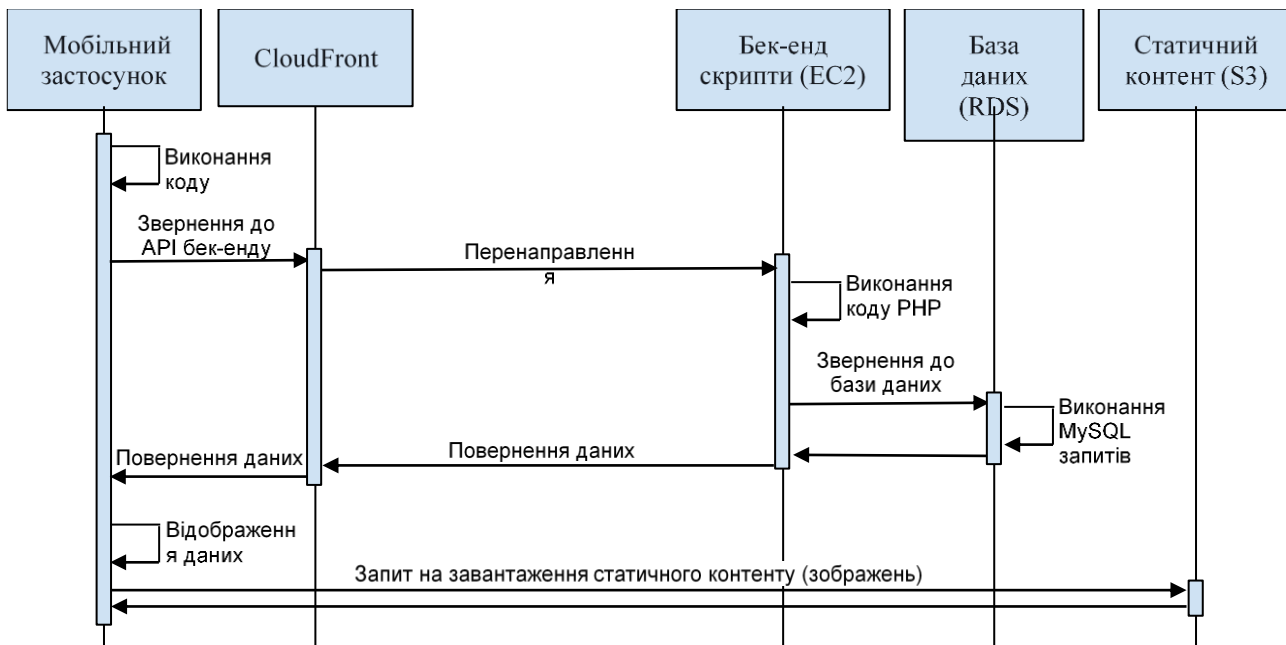 Мобільний
застосунок
CloudFront
Бек-енд
скрипти (EC2)
База
даних
(RDS)
Статичний
контент (S3)
Виконання
коду
Звернення до
API бек-енду
Перенаправленн
я
Виконання
коду PHP
Звернення до
бази даних
Виконання
MySQL
запитів
Повернення даних
Повернення даних
Відображенн
я даних
Запит на завантаження статичного контенту (зображень)